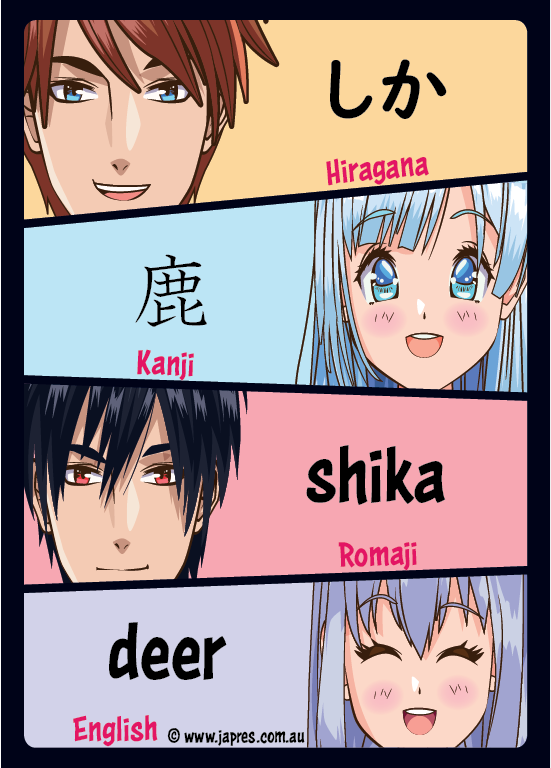 しか
Hiragana
鹿
Kanji
shika
Romaji
deer
English © www.japres.com.au